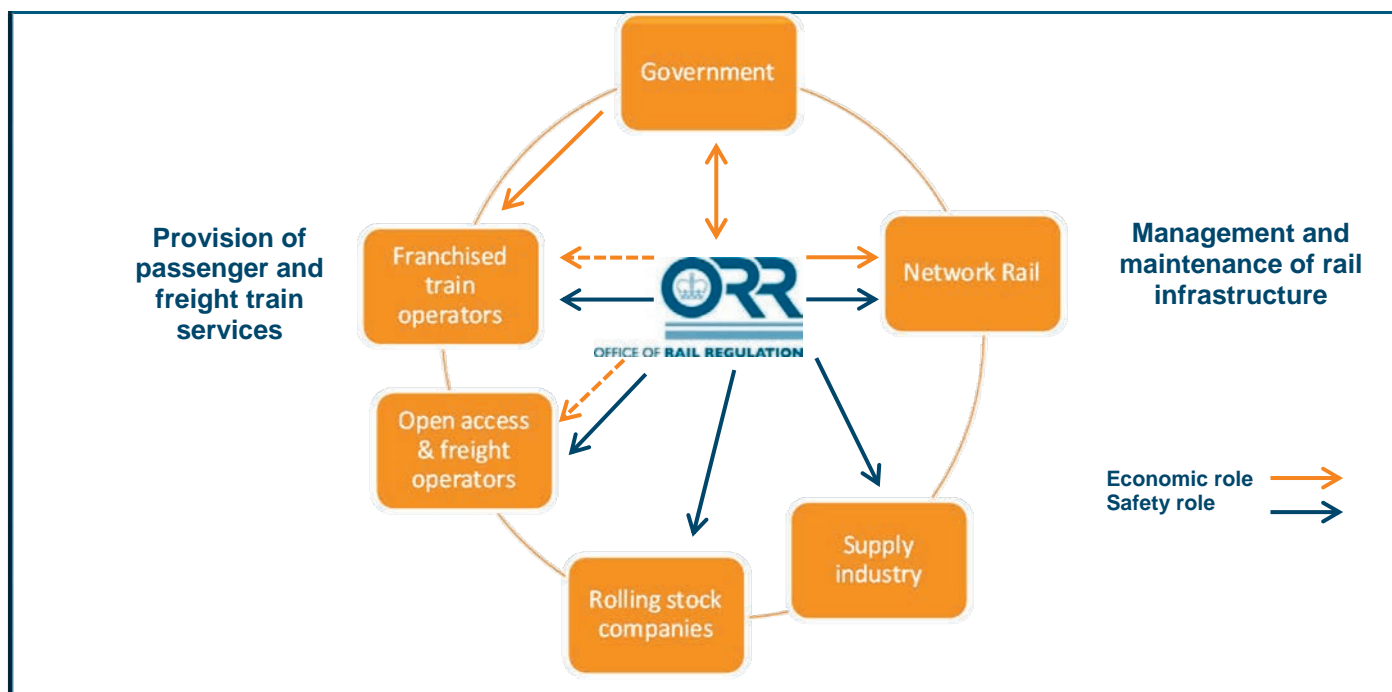 Government
Provision of
passenger and
freight train
services
Franchised
train
operators
ORR
OFFICE OF RAIL REGULATION
Network Rail
Management and
maintenance of rail
infrastructure
Open access
& freight
operators
Rolling stock
companies
Supply
industry
Economic role
Safety role